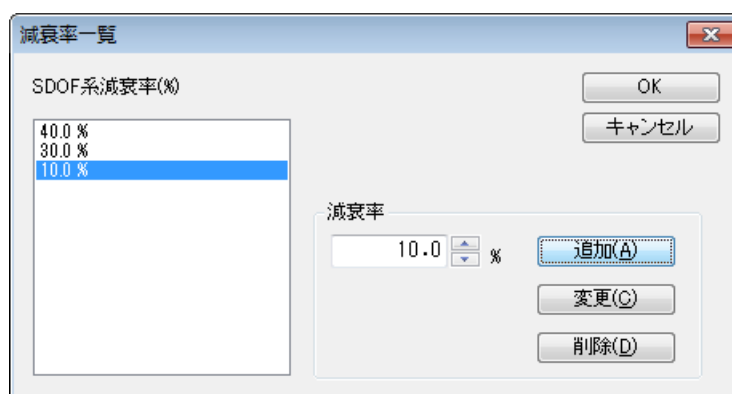 減衰率一覧
SDOF系減衰率(%)
OK
キャンセル
40.0 %
30.0 %
10.0 %
減衰率
10.0 %
追加(A)
変更(C)
削除(D)